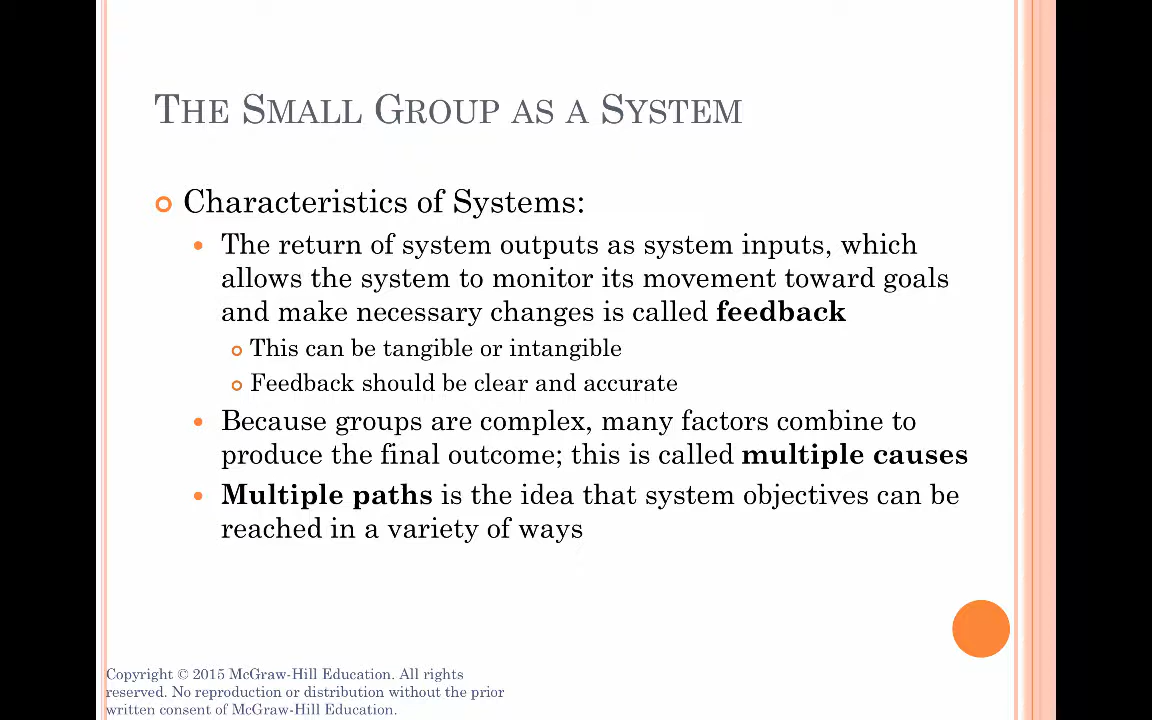 The Small Group as a System
Characteristics of Systems:
The return of system outputs as system inputs, which
allows the system to monitor its movement toward goals
and make necessary changes is called feedback
This can be tangible or intangible
Feedback should be clear and accurate
Because groups are complex, many factors combine to
produce the final outcome; this is called multiple causes
Multiple paths is the idea that system objectives can be
reached in a variety of ways
Copyright © 2015 McGraw-Hill Education. All rights
reserved. No reproduction or distribution without the prior
written consent of McGraw-Hill Education.